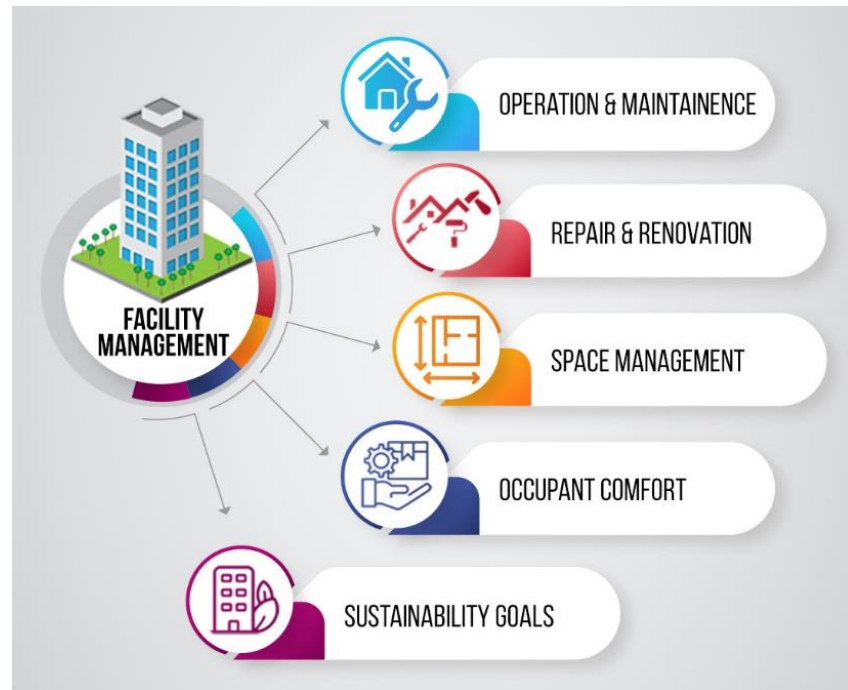 FACILITY
MANAGEMENT
OPERATION & MAINTAINENCE
REPAIR & RENOVATION
SPACE MANAGEMENT
OCCUPANT COMFORT
SUSTAINABILITY GOALS